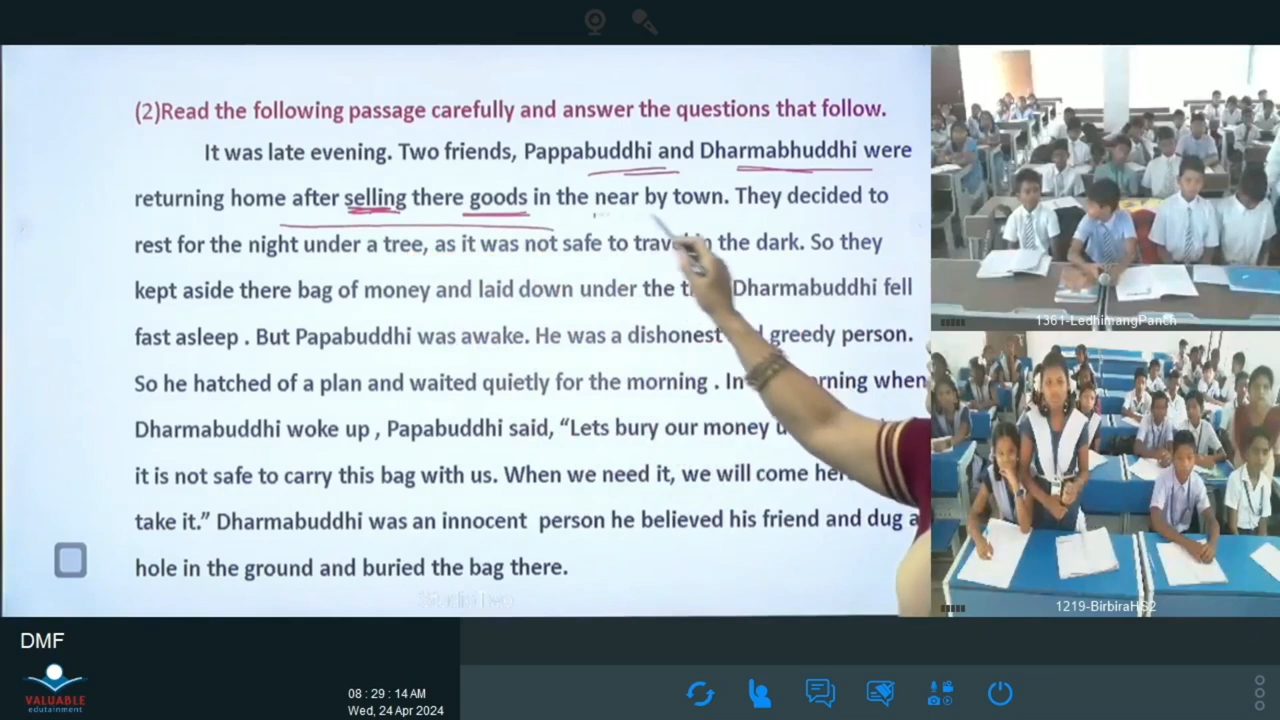 (2)Read the following passage carefully and answer the questions that follow.
It was late evening. Two friends, Pappabuddhi and Dharmabhuddhi were
returning home after selling there goods in the near by town. They decided to
rest for the night under a tree, as it was not safe to travel in the dark. So they
kept aside there bag of money and laid down under the Dharmabuddhi fell
fast asleep . But Papabuddhi was awake. He was a dishonest greedy person.
So he hatched of a plan and waited quietly for the morning . In morning when
Dharmabuddhi woke up , Papabuddhi said, “Lets bury our money
it is not safe to carry this bag with us. When we need it, we will come
take it.” Dharmabuddhi was an innocent person he believed his friend and dug a
hole in the ground and buried the bag there.
1361-LedhimangPanch
1219-BirbiraHS2
DMF
VALUABLE
edutainment
08 : 29 : 14 AM
Wed, 24 Apr 2024